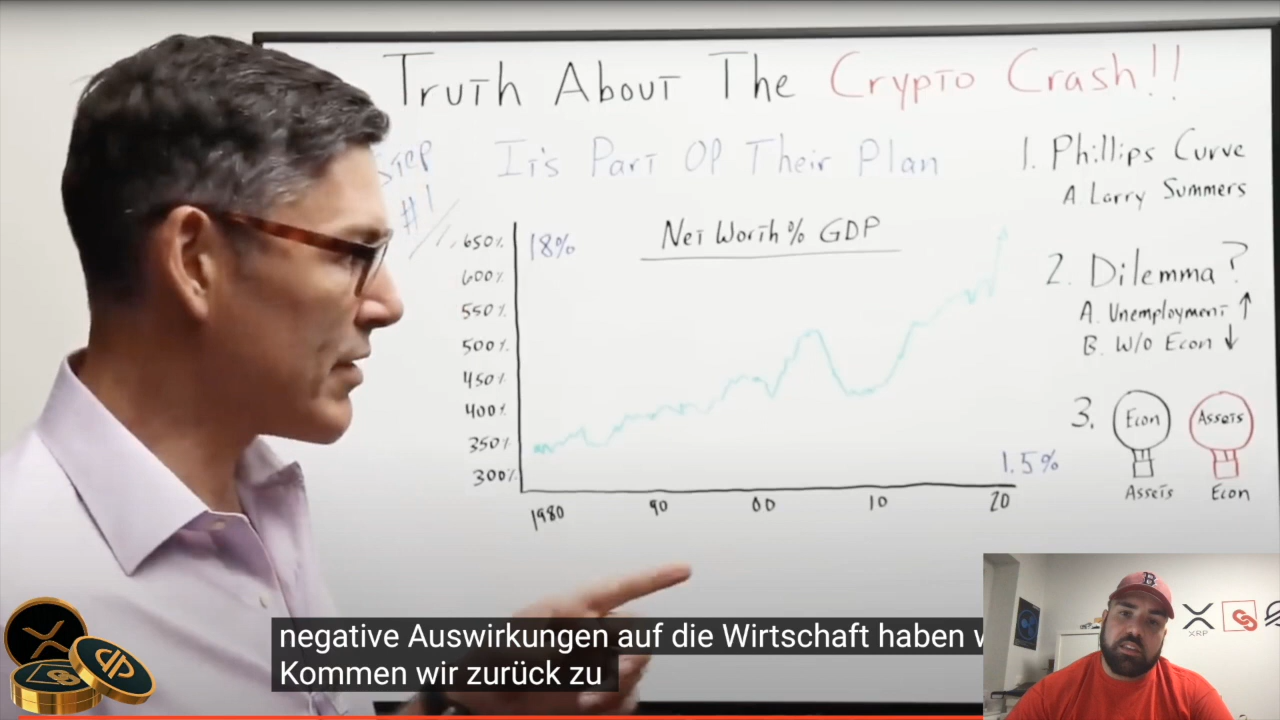 Truth About The Crypto Crash!!
Step
#1
It's Part Of Their Plan
1. Phillips Curve
A. Larry Summers
Net Worth % GDP
650%
18%
600%
550%
500%
450%
400%
350%
300%
1.5%
1980
90
00
10
20
2. Dilemma?
A. Unemployment ↑
B. W/O Econ ↓
3.
Econ
Assets
Assets
Econ
negative Auswirkungen auf die Wirtschaft haben
Kommen wir zurück zu
B
XRP